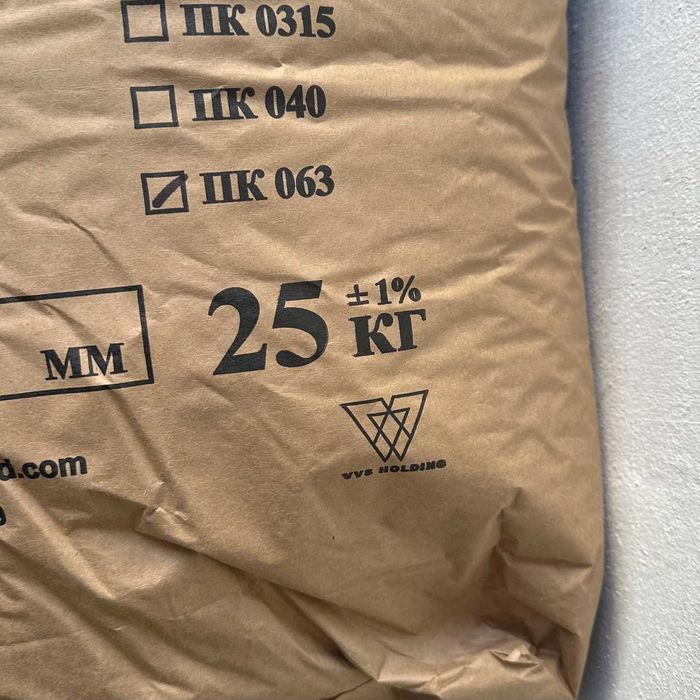 ПК 0315
ПК 040
ПК 063
25 ± 1% КГ
ММ
VVS HOLDING
d.com